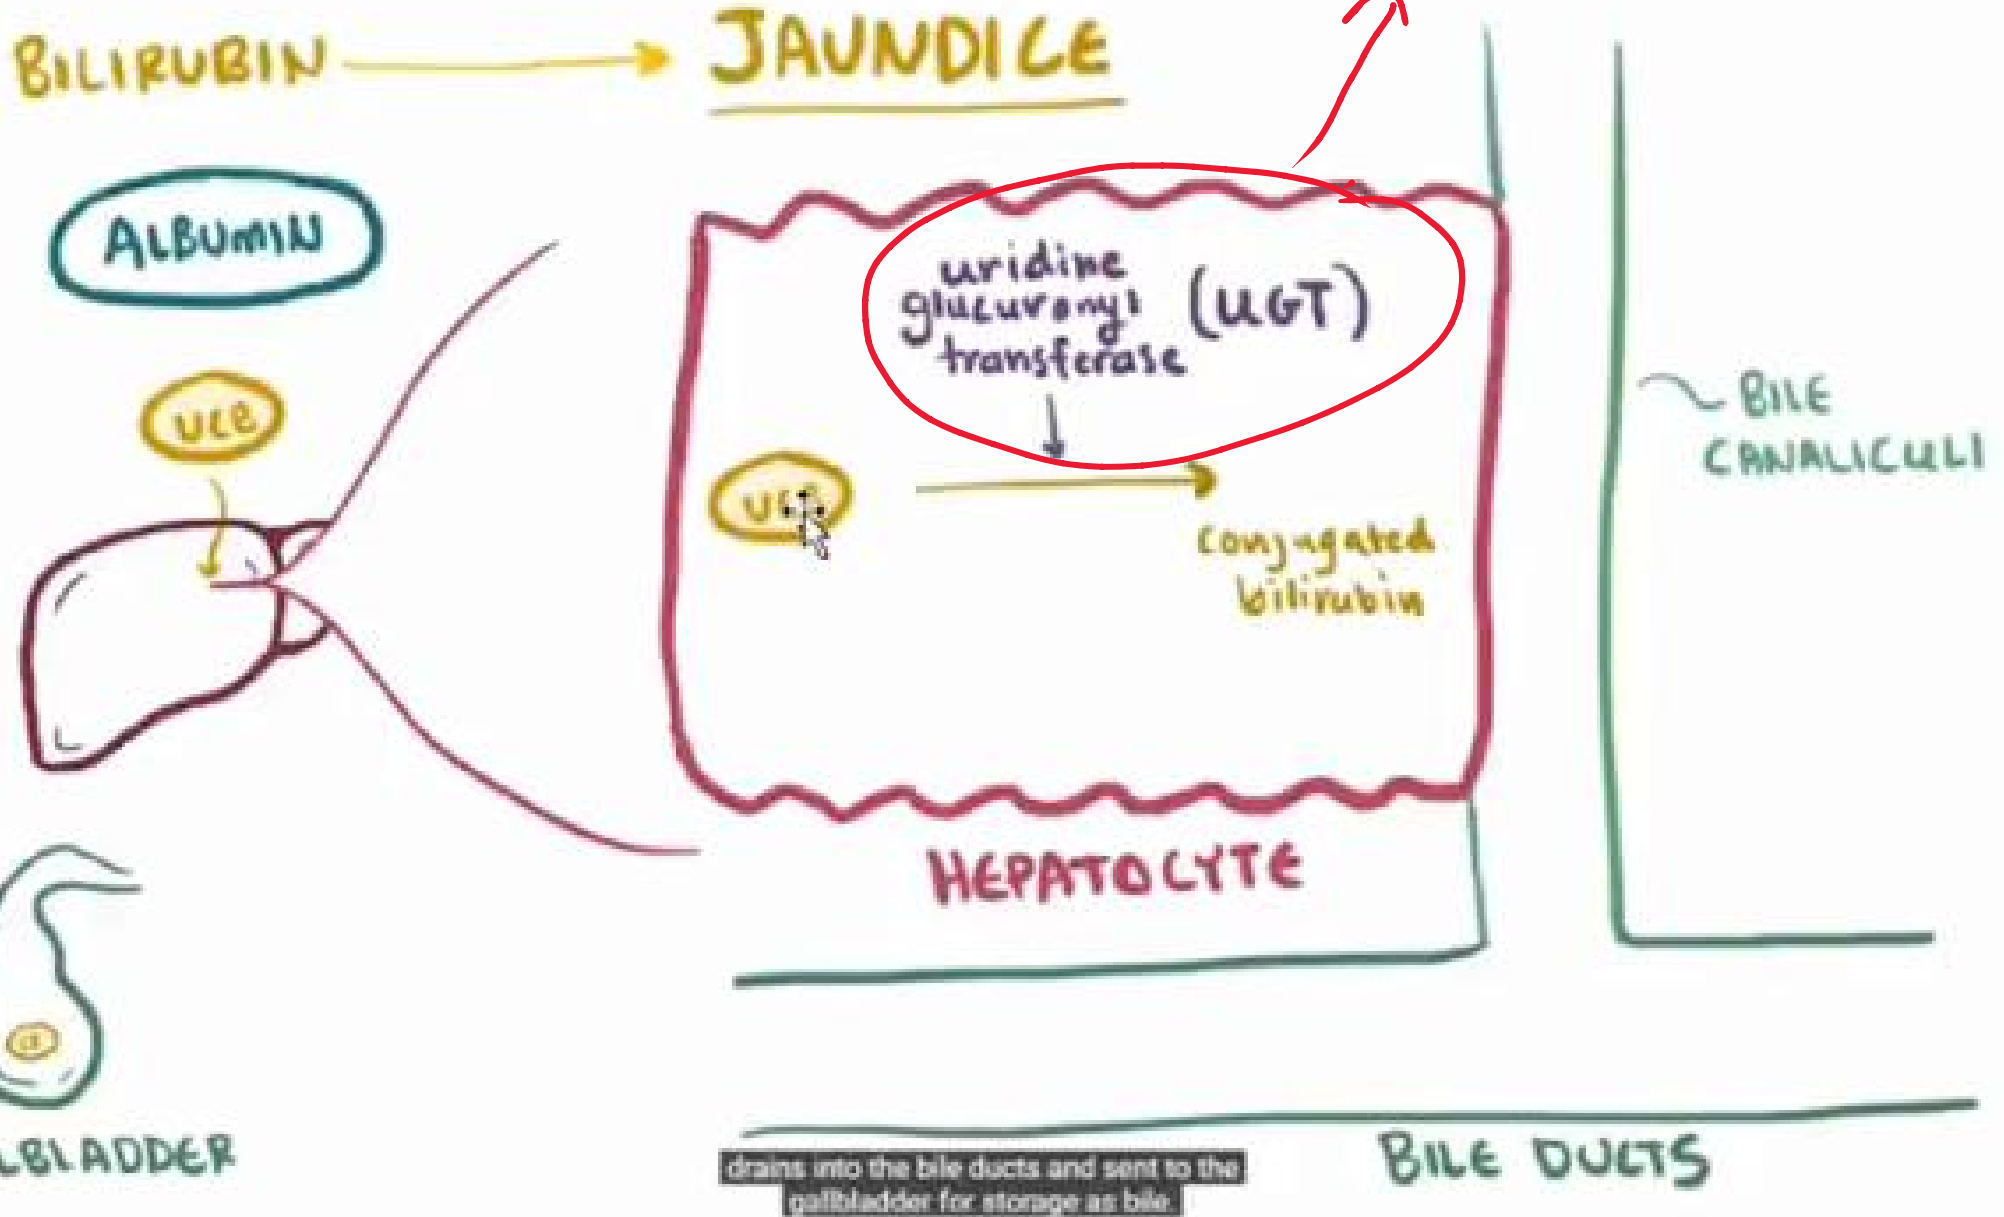 BILIRUBIN
JAUNDICE
ALBUMIN
UCB
uridine
glucuronyl
transferase
(UGT)
UCB
conjugated
bilirubin
BILE
CANALICULI
HEPATOCYTE
LBLADDER
BILE DUCTS
drains into the bile ducts and sent to the
gallbladder for storage as bile.